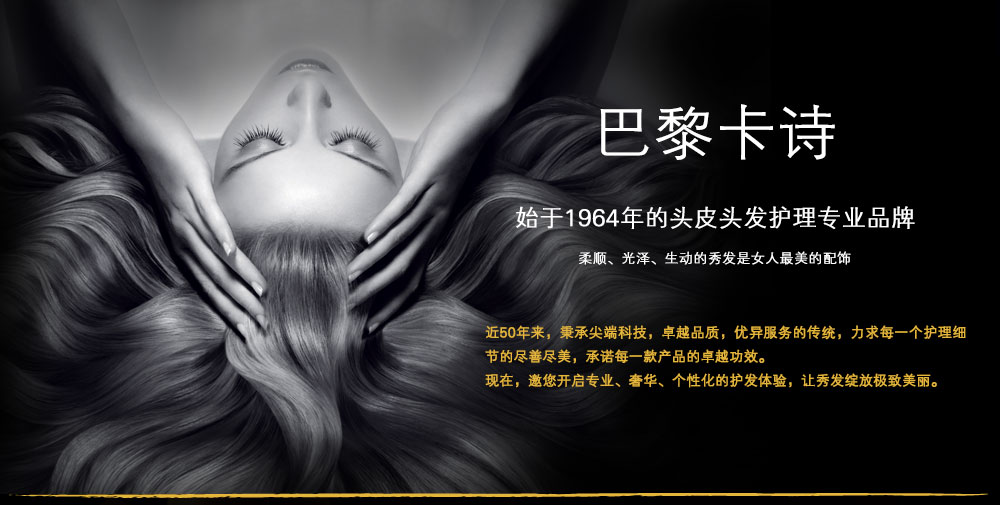 巴黎卡诗
始于1964年的头皮头发护理专业品牌
柔顺、光泽、生动的秀发是女人最美的配饰
近50年来，秉承尖端科技，卓越品质，优异服务的传统，力求每一个护理细
节的尽善尽美，承诺每一款产品的卓越功效。
现在，邀您开启专业、奢华、个性化的护发体验，让秀发绽放极致美丽。